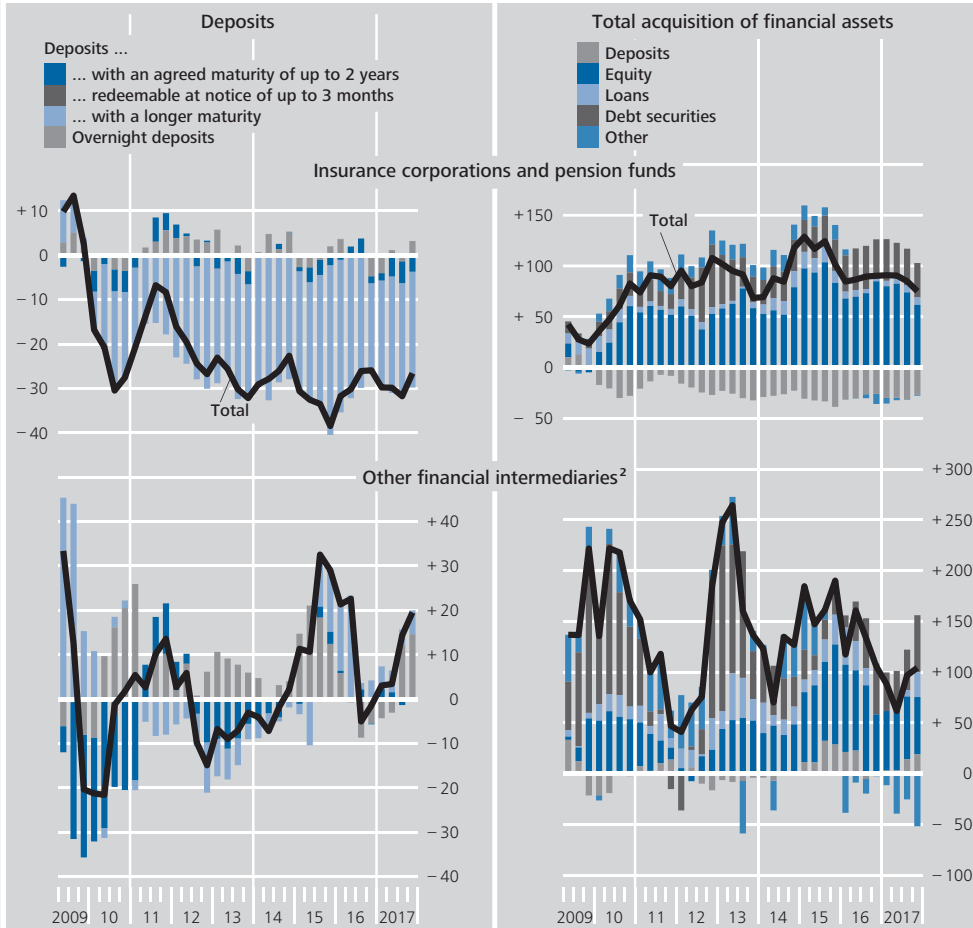 Deposits
Deposits ...
... with an agreed maturity of up to 2 years
... redeemable at notice of up to 3 months
... with a longer maturity
Overnight deposits
Total acquisition of financial assets
Deposits
Equity
Loans
Debt securities
Other
Insurance corporations and pension funds
+ 10
0
– 10
– 20
– 30
– 40
Total
+ 150
+ 100
+ 50
0
– 50
Total
Other financial intermediaries²
+ 40
+ 30
+ 20
+ 10
0
– 10
– 20
– 30
– 40
+ 300
+ 250
+ 200
+ 150
+ 100
+ 50
0
– 50
– 100
2009 10 11 12 13 14 15 16 2017
2009 10 11 12 13 14 15 16 2017